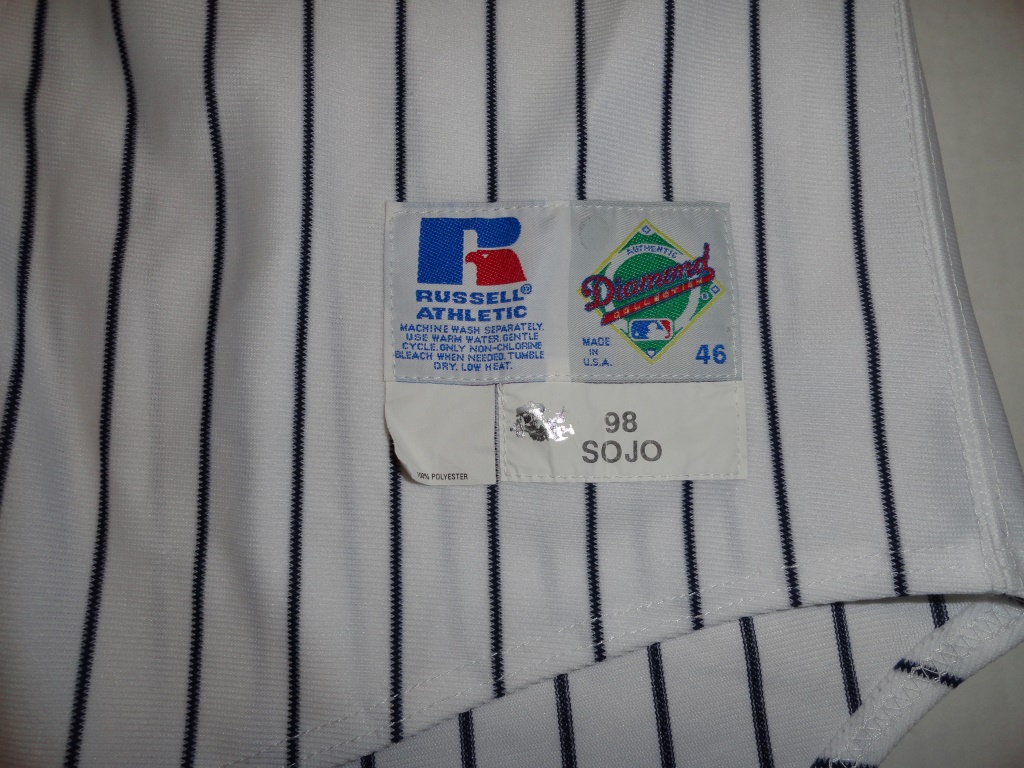 RUSSELL®
ATHLETIC
MACHINE WASH SEPARATELY.
USE WARM WATER. GENTLE
CYCLE. ONLY NON-CHLORINE
BLEACH WHEN NEEDED. TUMBLE
DRY. LOW HEAT.
AUTHENTIC
Diamond
COLLECTION
MADE
IN
U.S.A.
46
100% POLYESTER
98
SOJO